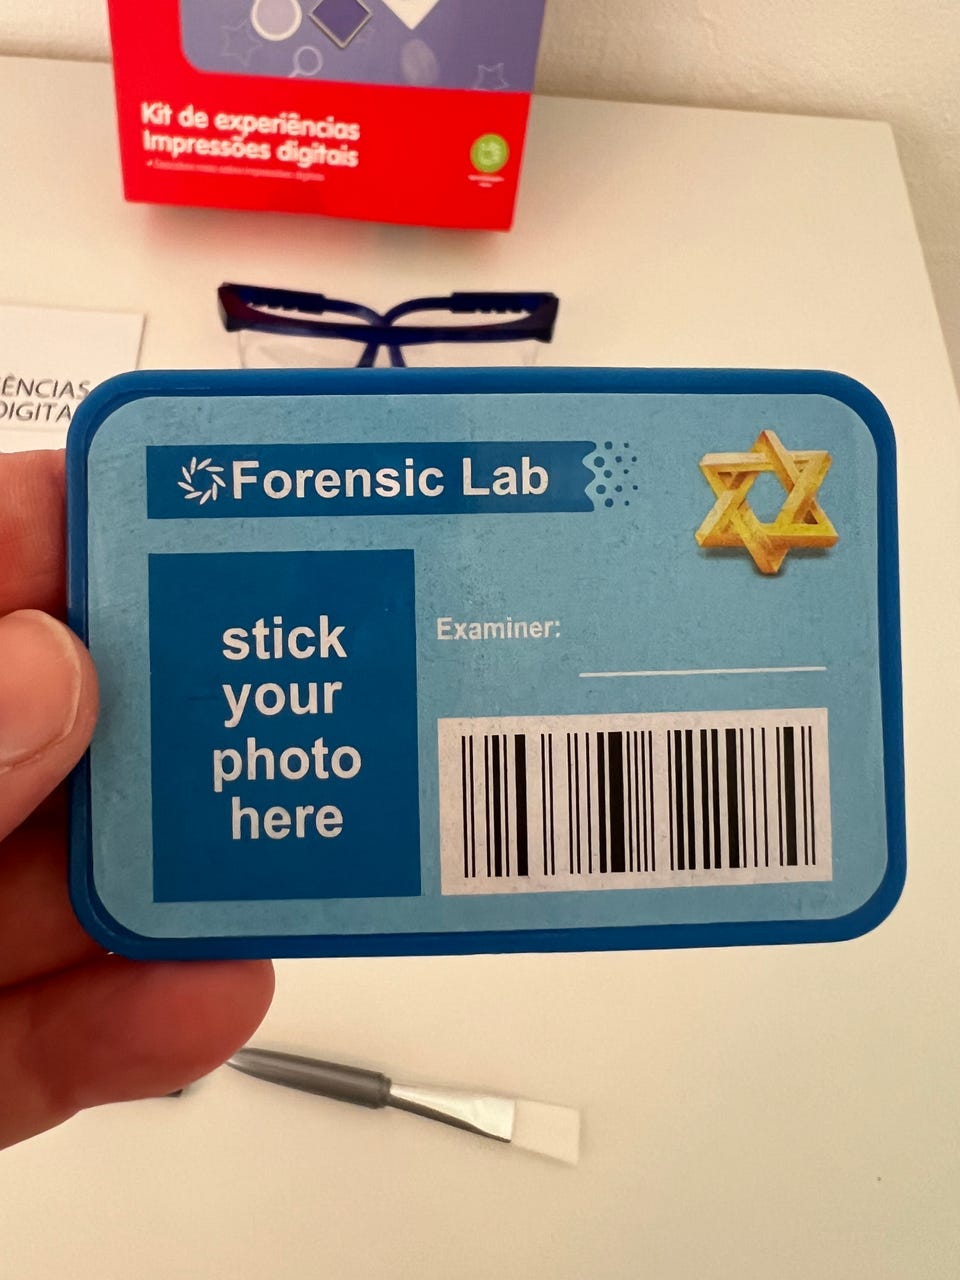 Kit de experiências
Impressões digitais
ÊNCIAS
DIGITA
Forensic Lab
stick
your
photo
here
Examiner: